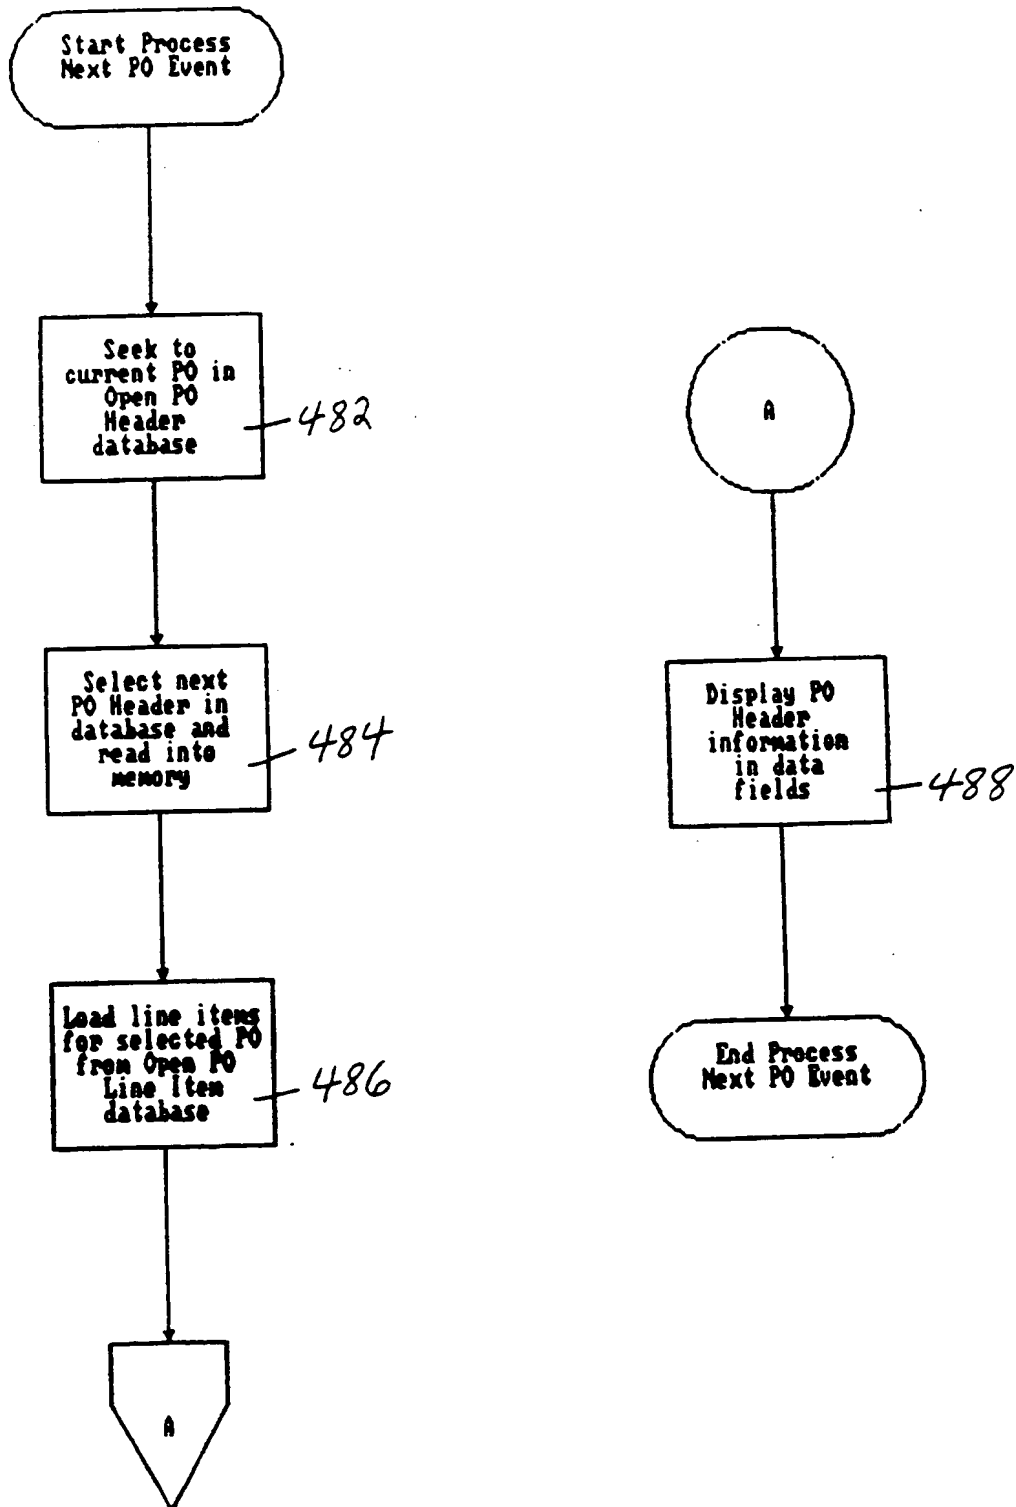 Start Process
Next PO Event
Seek to
current PO in
Open PO
Header
database
482
Select next
PO Header in
database and
read into
memory
484
Load line items
for selected PO
from Open PO
Line Item
database
486
A
A
Display PO
Header
information
in data
fields
488
End Process
Next PO Event